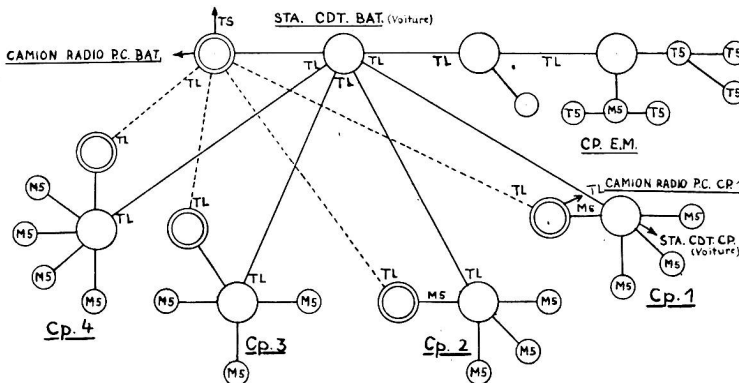 TS
STA. CDT. BAT. (Voiture)
CAMION RADIO P.C. BAT.
TL
TL TL
TL
TL
TL
T5
T5
T5
T5 M5 T5
CP. E.M.
TL
TL
M5
TL
M5
M5
M5
Cp. 4
TL
TL
M5 M5
M5
Cp. 3
TL
M5
TL
M5
M5
M5
Cp. 2
TL
TL
CAMION RADIO P.C. CP. 1
M5
M5
STA. CDT. CP.
(Voiture)
M5
M5
Cp. 1